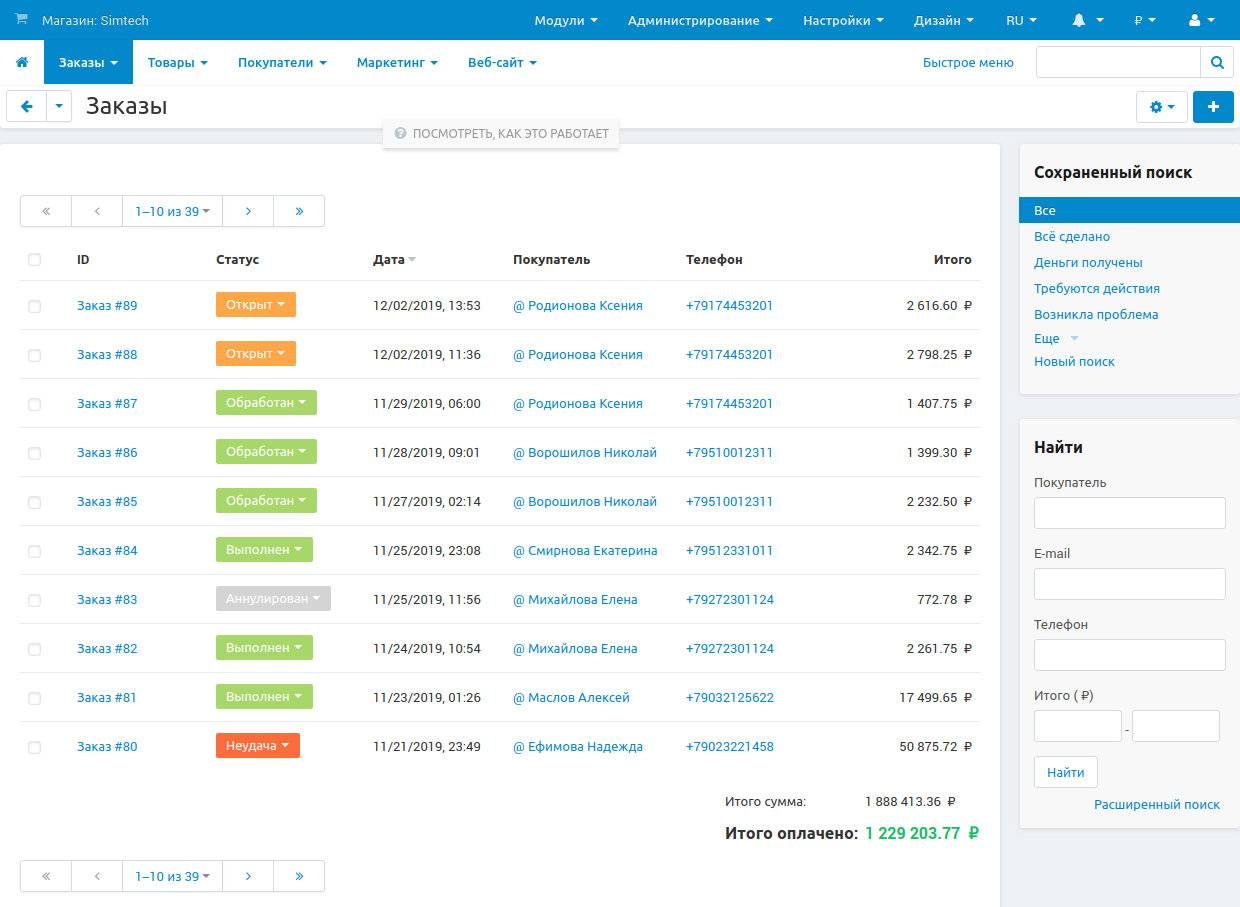 Магазин: Simtech Модули Администрирование Настройки Дизайн RU ₽
Заказы Товары Покупатели Маркетинг Веб-сайт Быстрое меню
Заказы
ПОСМОТРЕТЬ, КАК ЭТО РАБОТАЕТ
« ‹ 1–10 из 39 › »
ID Статус Дата Покупатель Телефон Итого
Заказ #89 Открыт 12/02/2019, 13:53 @ Родионова Ксения +79174453201 2 616.60 ₽
Заказ #88 Открыт 12/02/2019, 11:36 @ Родионова Ксения +79174453201 2 798.25 ₽
Заказ #87 Обработан 11/29/2019, 06:00 @ Родионова Ксения +79174453201 1 407.75 ₽
Заказ #86 Обработан 11/28/2019, 09:01 @ Ворошилов Николай +79510012311 1 399.30 ₽
Заказ #85 Обработан 11/27/2019, 02:14 @ Ворошилов Николай +79510012311 2 232.50 ₽
Заказ #84 Выполнен 11/25/2019, 23:08 @ Смирнова Екатерина +79512331011 2 342.75 ₽
Заказ #83 Аннулирован 11/25/2019, 11:56 @ Михайлова Елена +79272301124 772.78 ₽
Заказ #82 Выполнен 11/24/2019, 10:54 @ Михайлова Елена +79272301124 2 261.75 ₽
Заказ #81 Выполнен 11/23/2019, 01:26 @ Маслов Алексей +79032125622 17 499.65 ₽
Заказ #80 Неудача 11/21/2019, 23:49 @ Ефимова Надежда +79023221458 50 875.72 ₽
Итого сумма: 1 888 413.36 ₽
Итого оплачено: 1 229 203.77 ₽
« ‹ 1–10 из 39 › »
Сохраненный поиск
Все
Всё сделано
Деньги получены
Требуются действия
Возникла проблема
Еще
Новый поиск
Найти
Покупатель
E-mail
Телефон
Итого (₽)
-
Найти
Расширенный поиск